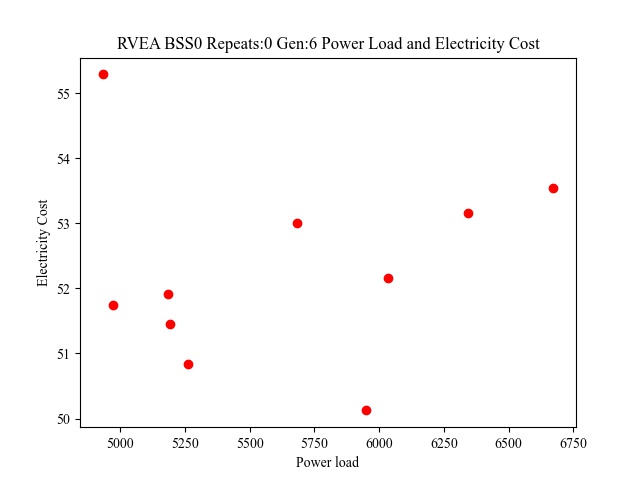 RVEA BSS0 Repeats:0 Gen:6 Power Load and Electricity Cost
55
54
53
52
51
50
Electricity Cost
5000 5250 5500 5750 6000 6250 6500 6750
Power load